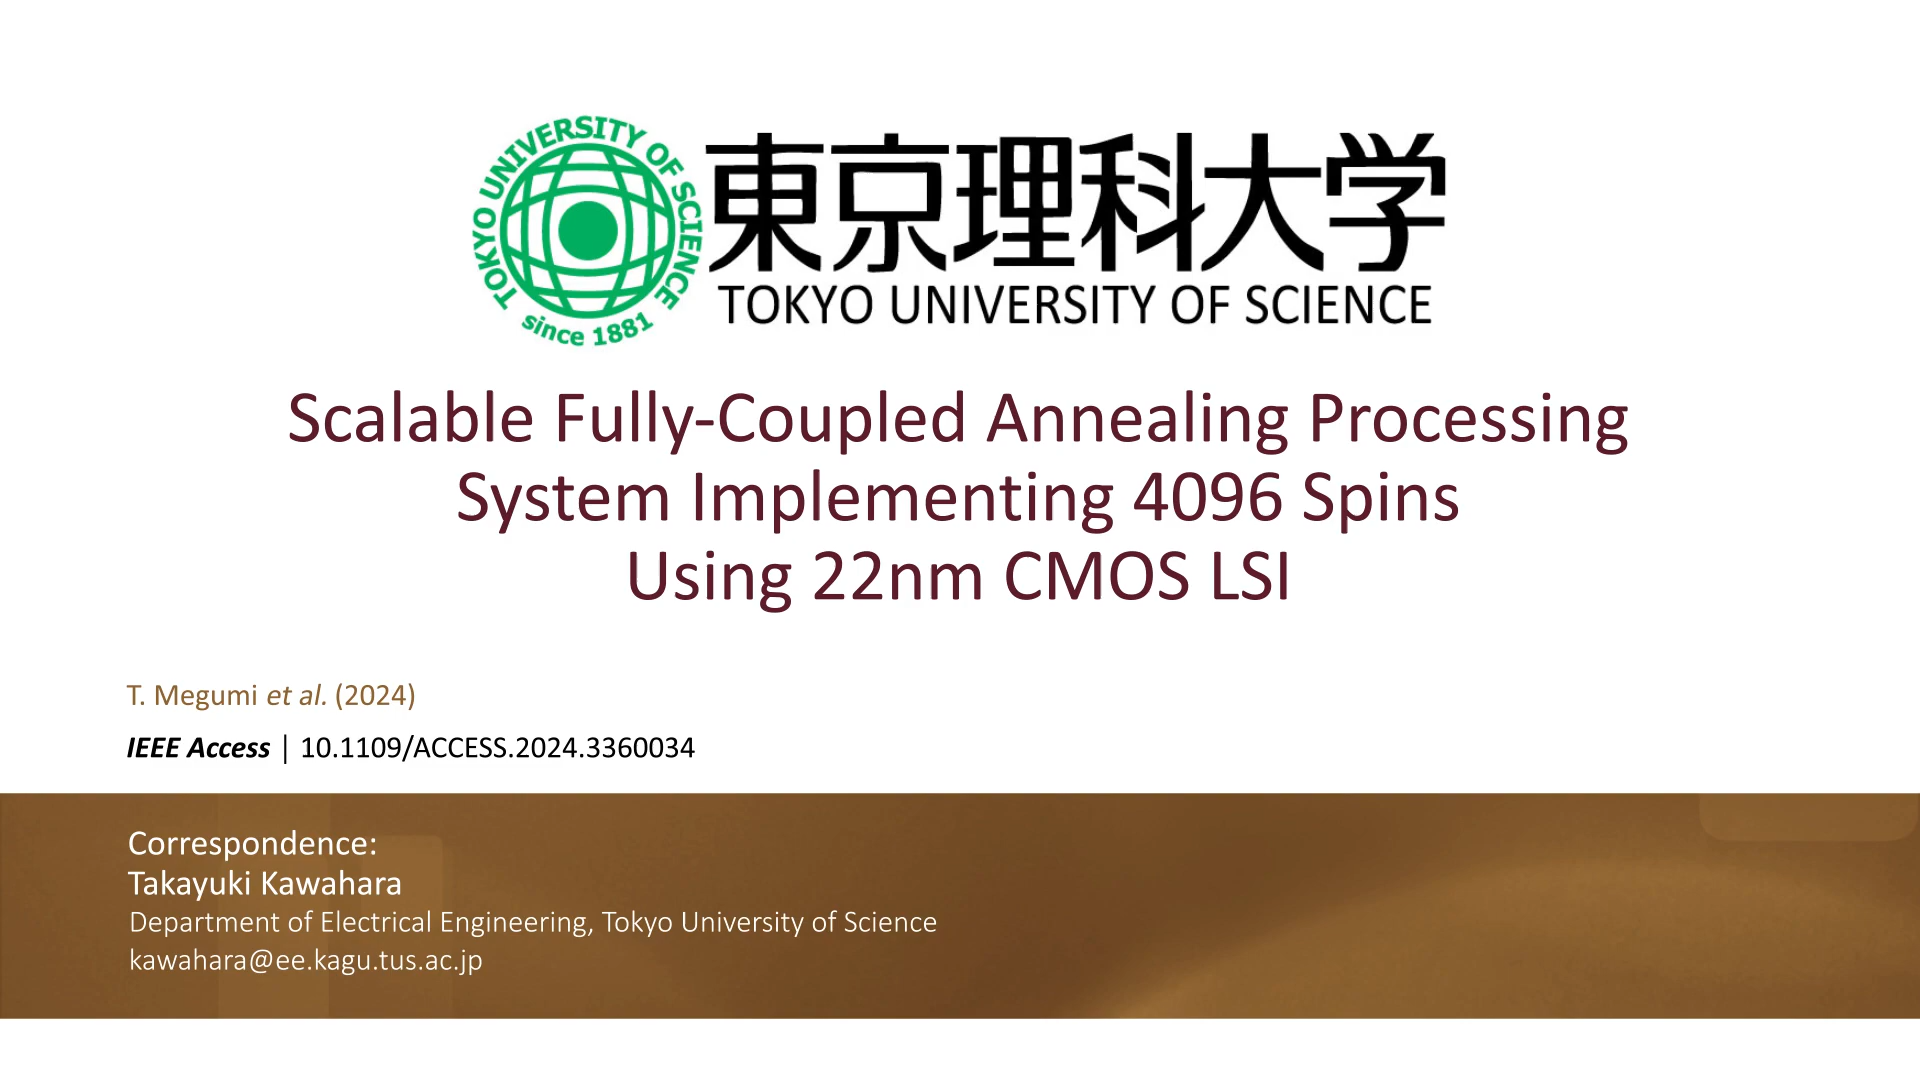 TOKYO UNIVERSITY OF SCIENCE
since 1881
東京理科大学
TOKYO UNIVERSITY OF SCIENCE
Scalable Fully-Coupled Annealing Processing
System Implementing 4096 Spins
Using 22nm CMOS LSI
T. Megumi et al. (2024)
IEEE Access | 10.1109/ACCESS.2024.3360034
Correspondence:
Takayuki Kawahara
Department of Electrical Engineering, Tokyo University of Science
kawahara@ee.kagu.tus.ac.jp